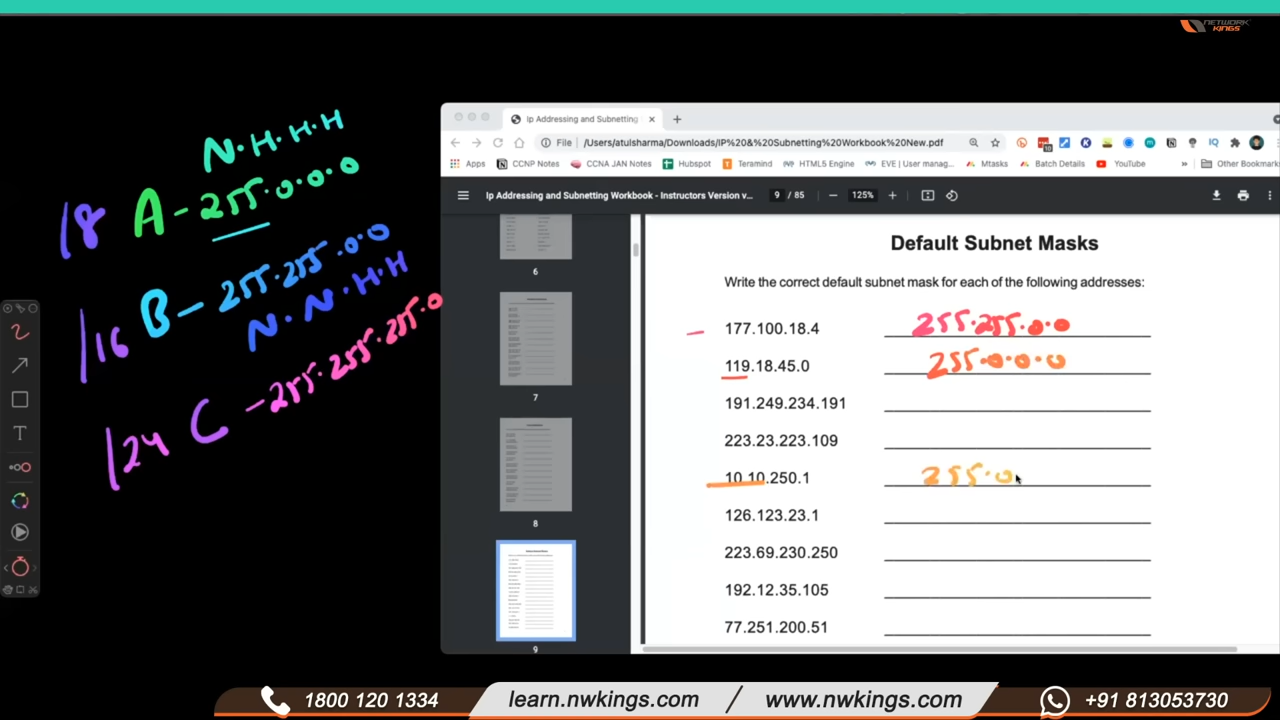 NETWORK
KINGS
N.H.H.H
/8 A - 255.0.0.0
/16 B - 255.255.0.0
N.N.H.H
/24 C - 255.255.255.0
Ip Addressing and Subnetting
File /Users/atulsharma/Downloads/IP%20&%20Subnetting%20Workbook%20New.pdf
Apps CCNP Notes CCNA JAN Notes Hubspot Teramind HTML5 Engine EVE | User manag... Mtasks Batch Details YouTube Other Bookmarks
Ip Addressing and Subnetting Workbook - Instructors Version v... 9 / 85 125%
6
7
8
9
Default Subnet Masks
Write the correct default subnet mask for each of the following addresses:
177.100.18.4 255.255.0.0
119.18.45.0 255.0.0.0
191.249.234.191
223.23.223.109
10.10.250.1 255.0
126.123.23.1
223.69.230.250
192.12.35.105
77.251.200.51
1800 120 1334 learn.nwkings.com / www.nwkings.com +91 813053730